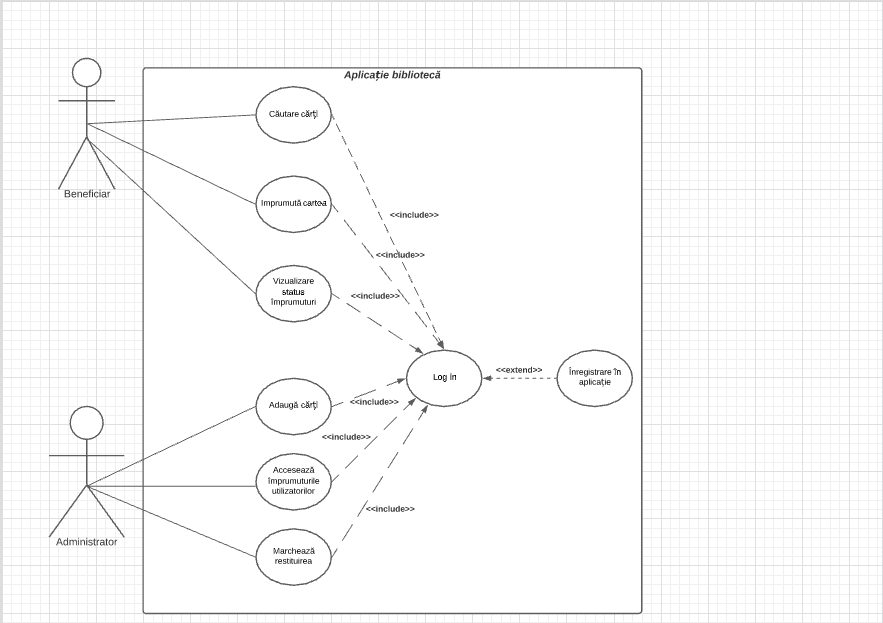 Aplicație bibliotecă
Căutare cărți
Beneficiar
Imprumută cartea
<<include>>
<<include>>
Vizualizare
status
împrumuturi
<<include>>
Log in
<<extend>>
Înregistrare în
aplicație
Adaugă cărți
<<include>>
<<include>>
Accesează
împrumuturile
utilizatorilor
<<include>>
Administrator
Marchează
restituirea